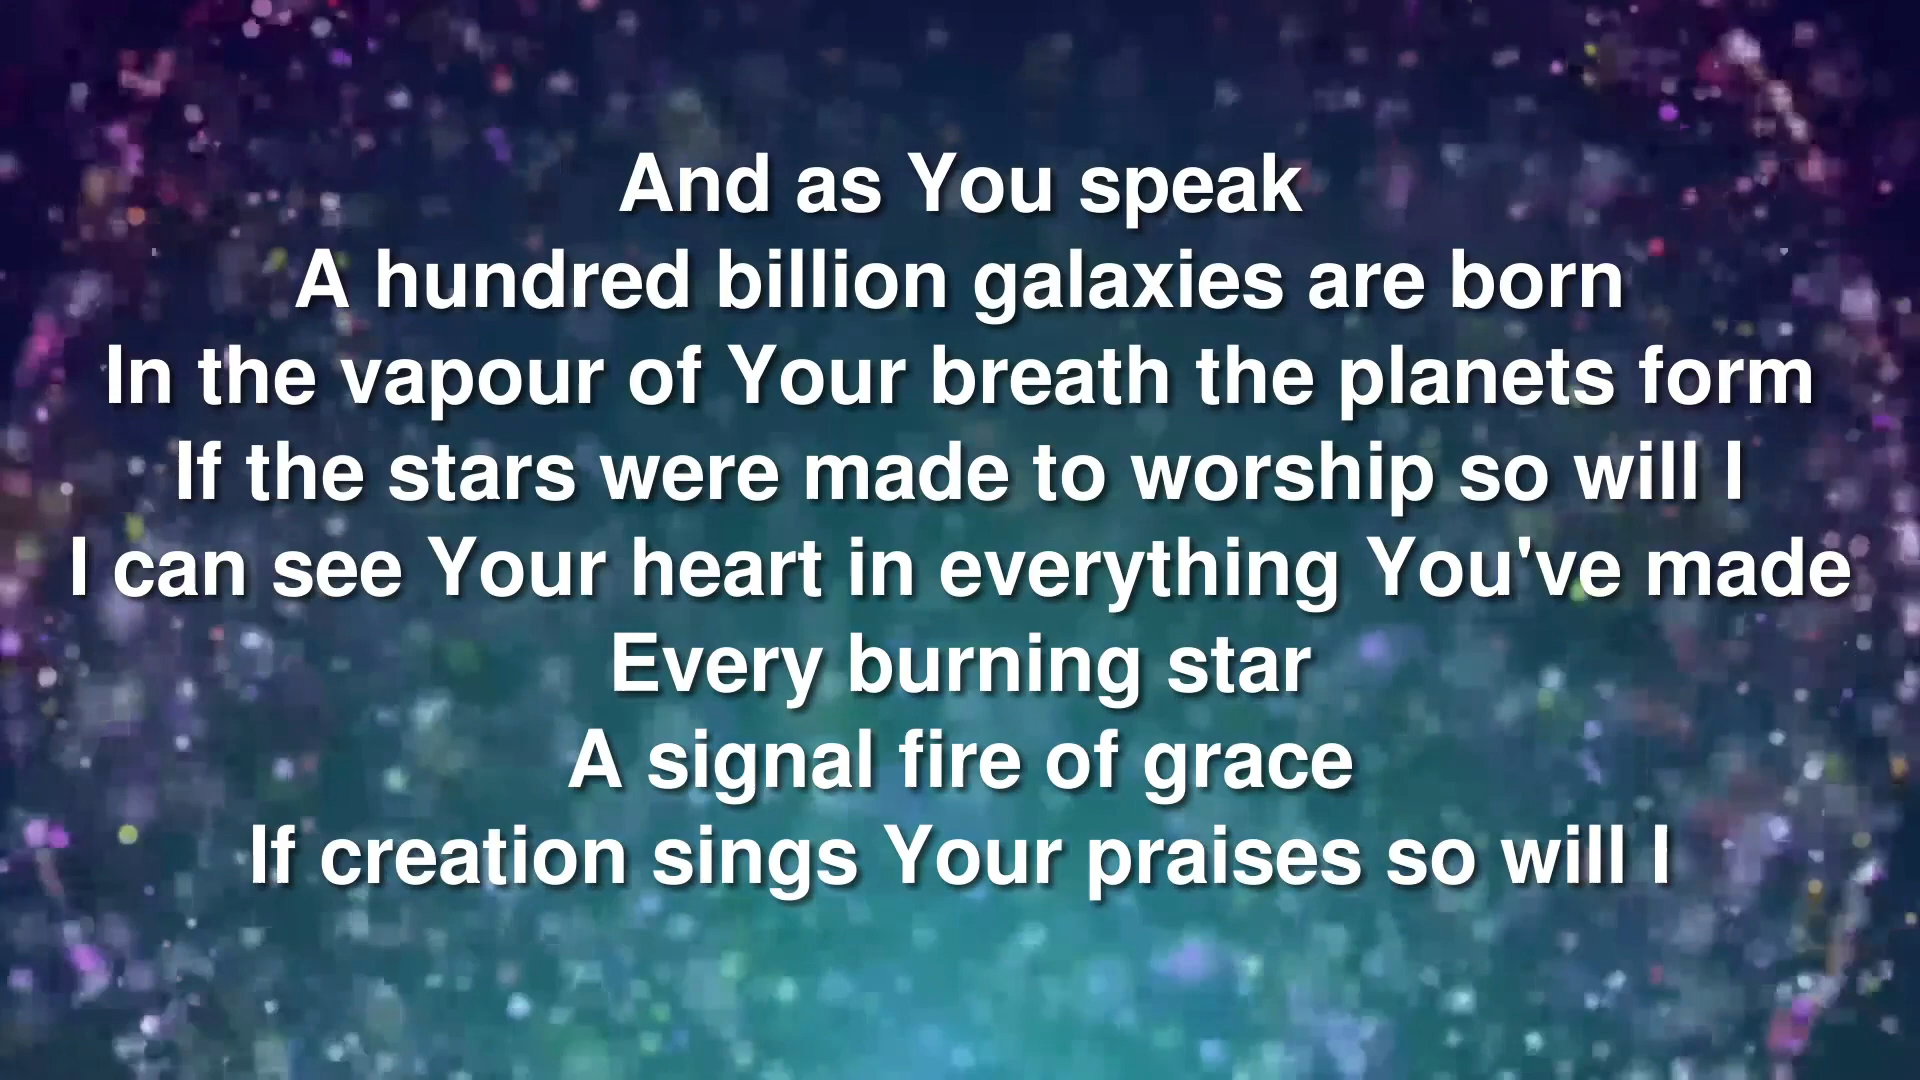 And as You speak
A hundred billion galaxies are born
In the vapour of Your breath the planets form
If the stars were made to worship so will I
I can see Your heart in everything You've made
Every burning star
A signal fire of grace
If creation sings Your praises so will I